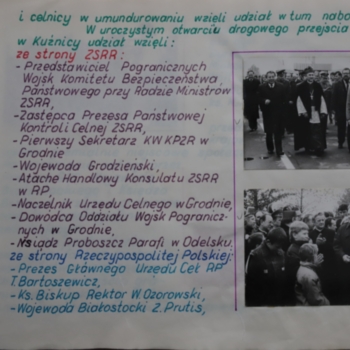 i celnicy w umundurowaniu wzięli udział w tum nabo
W uroczystym otwarciu drogowego przejścia
w Kuźnicy udział wzięli:
ze strony ZSRR:
- Przedstawiciel Pogranicznych
Wojsk Komitetu Bezpieczeństwa
Państwowego przy Radzie Ministrów
ZSRR,
- Zastępca Prezesa Państwowej
Kontroli Celnej ZSRR,
- Pierwszy Sekretarz KW KPZR w
Grodnie
- Wojewoda Grodzieński,
- Atache Handlowy Konsulatu ZSRR
w RP,
- Naczelnik Urzędu Celnego w Grodnie,
- Dowódca Oddziału Wojsk Pogranicz-
nych w Grodnie,
- Ksiądz Proboszcz Parafi w Odelsku.
ze strony Rzeczypospolitej Polskiej:
- Prezes Głównego Urzędu Ceł RP
T. Bartoszewicz,
- Ks. Biskup Rektor W. Ozorowski,
- Wojewoda Białostocki Z. Prutis,